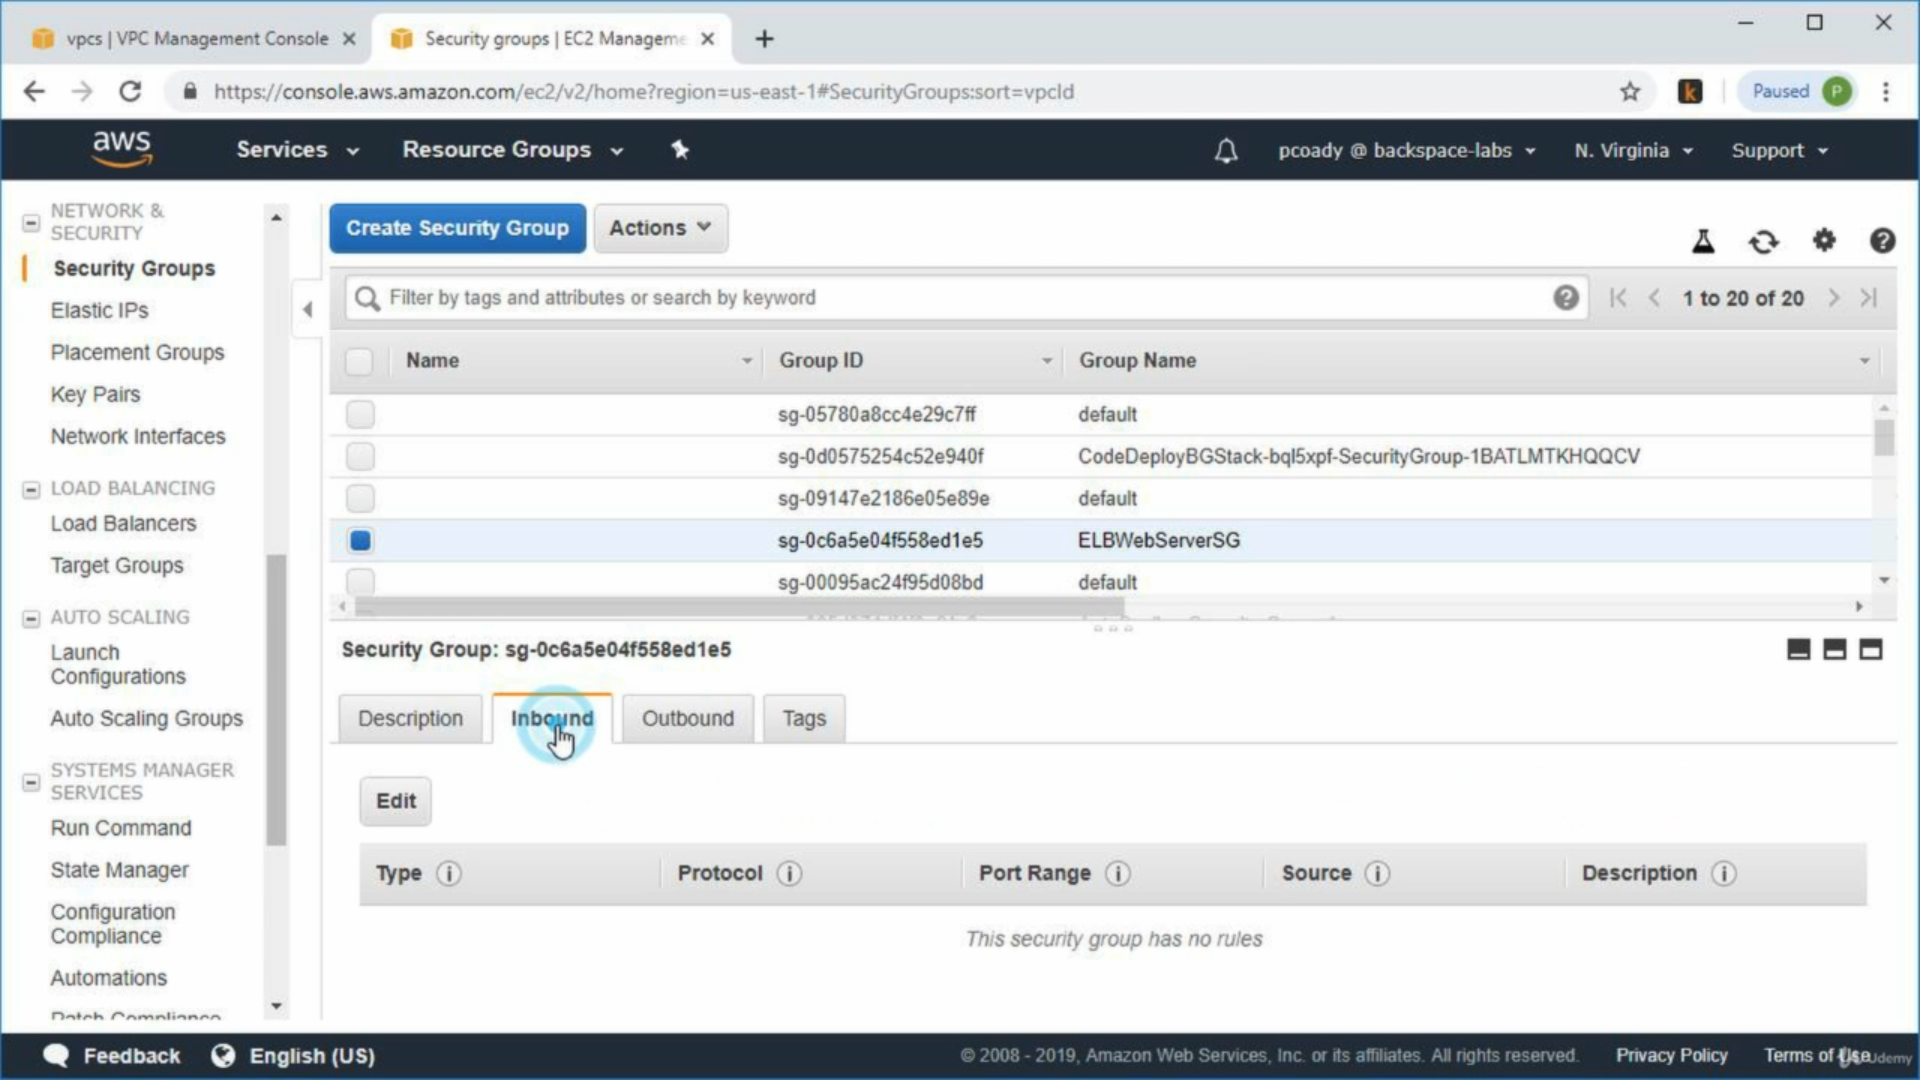 vpcs | VPC Management Console
Security groups | EC2 Manageme
https://console.aws.amazon.com/ec2/v2/home?region=us-east-1#SecurityGroups:sort=vpcId
k
Paused
P
aws
Services
Resource Groups
pcoady @ backspace-labs
N. Virginia
Support
NETWORK &
SECURITY
Security Groups
Elastic IPs
Placement Groups
Key Pairs
Network Interfaces
LOAD BALANCING
Load Balancers
Target Groups
AUTO SCALING
Launch
Configurations
Auto Scaling Groups
SYSTEMS MANAGER
SERVICES
Run Command
State Manager
Configuration
Compliance
Automations
Patch Compliance
Create Security Group
Actions
Filter by tags and attributes or search by keyword
1 to 20 of 20
Name
Group ID
Group Name
sg-05780a8cc4e29c7ff
default
sg-0d0575254c52e940f
CodeDeployBGStack-bql5xpf-SecurityGroup-1BATLMTKHQQCV
sg-09147e2186e05e89e
default
sg-0c6a5e04f558ed1e5
ELBWebServerSG
sg-00095ac24f95d08bd
default
Security Group: sg-0c6a5e04f558ed1e5
Description
Inbound
Outbound
Tags
Edit
Type
Protocol
Port Range
Source
Description
This security group has no rules
Feedback
English (US)
© 2008 - 2019, Amazon Web Services, Inc. or its affiliates. All rights reserved.
Privacy Policy
Terms of Use
Udemy